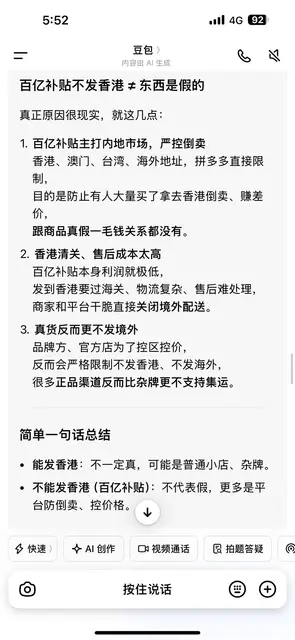 5:52
4G 92
豆包
内容由 AI 生成
百亿补贴不发香港 ≠ 东西是假的
真正原因很现实，就这几点：
1. 百亿补贴主打内地市场，严控倒卖
香港、澳门、台湾、海外地址，拼多多直接限
制，
目的是防止有人大量买了拿去香港倒卖、赚差
价，
跟商品真假一毛钱关系都没有。
2. 香港清关、售后成本太高
百亿补贴本身利润就极低，
发到香港要过海关、物流复杂、售后难处理，
商家和平台干脆直接关闭境外配送。
3. 真货反而更不发境外
品牌方、官方店为了控区控价，
反而会严格限制不发香港、不发海外，
很多正品渠道反而比杂牌更不支持集运。
简单一句话总结
• 能发香港：不一定真，可能是普通小店、杂牌。
• 不能发香港（百亿补贴）：不代表假，更多是平
台防倒卖、控价格。
快速
AI 创作
视频通话
拍题答疑
按住说话